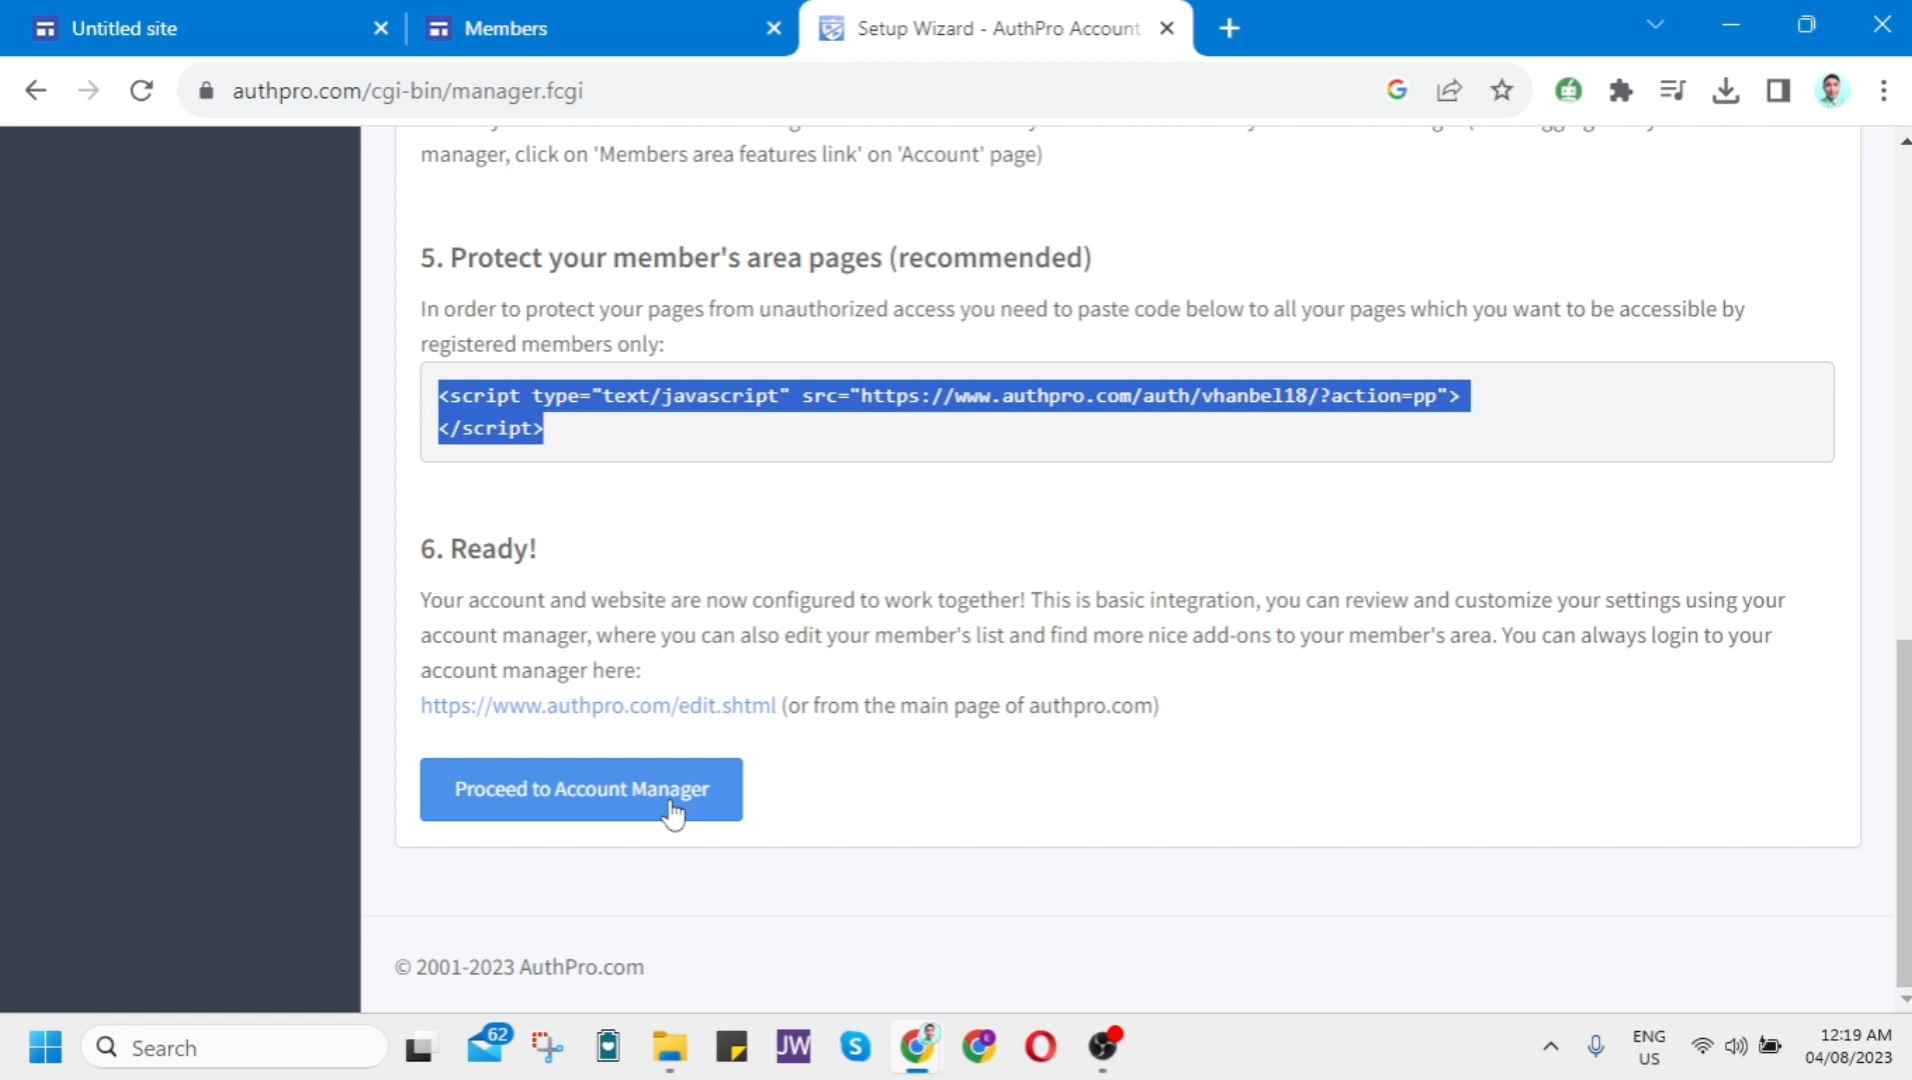 Untitled site
Members
Setup Wizard - AuthPro Account
authpro.com/cgi-bin/manager.fcgi
manager, click on 'Members area features link' on 'Account' page)
5. Protect your member's area pages (recommended)
In order to protect your pages from unauthorized access you need to paste code below to all your pages which you want to be accessible by
registered members only:
<script type="text/javascript" src="https://www.authpro.com/auth/vhanbel18/?action=pp">
</script>
6. Ready!
Your account and website are now configured to work together! This is basic integration, you can review and customize your settings using your
account manager, where you can also edit your member's list and find more nice add-ons to your member's area. You can always login to your
account manager here:
https://www.authpro.com/edit.shtml (or from the main page of authpro.com)
Proceed to Account Manager
© 2001-2023 AuthPro.com
Search
62
JW
ENG
US
12:19 AM
04/08/2023